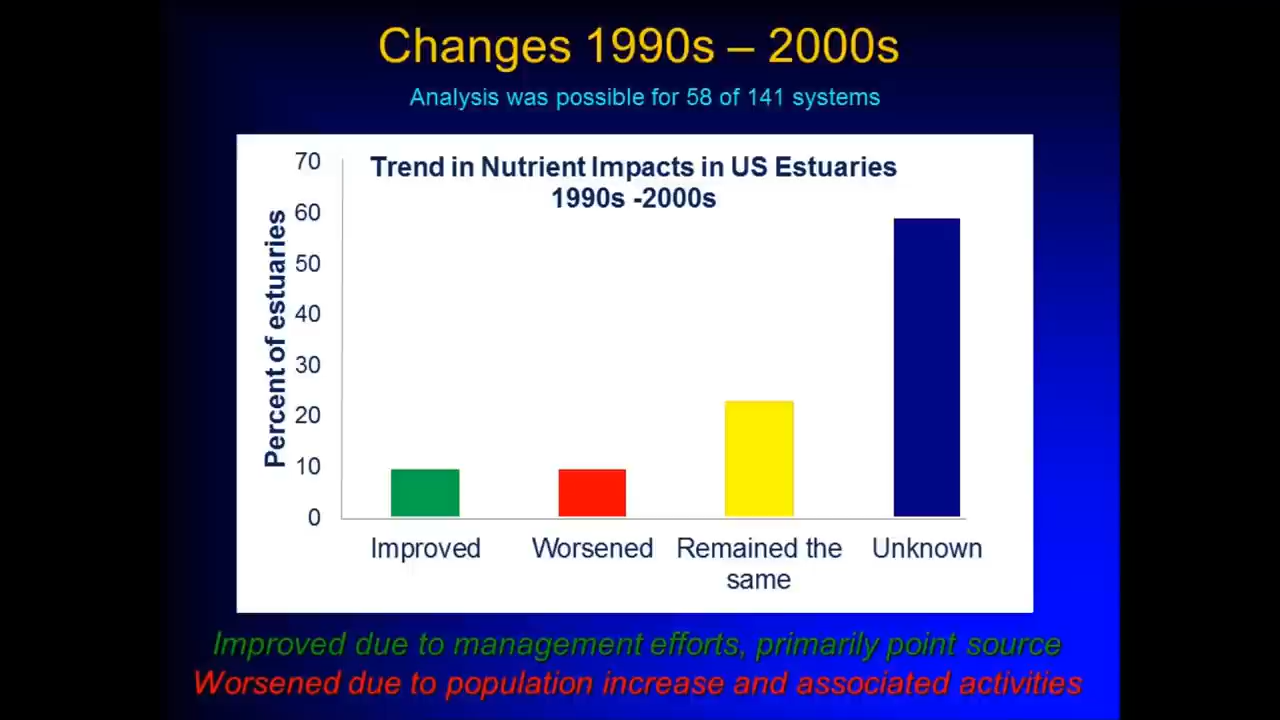 Changes 1990s – 2000s
Analysis was possible for 58 of 141 systems
Trend in Nutrient Impacts in US Estuaries
1990s -2000s
Percent of estuaries
70
60
50
40
30
20
10
0
Improved Worsened Remained the same Unknown
Improved due to management efforts, primarily point source
Worsened due to population increase and associated activities